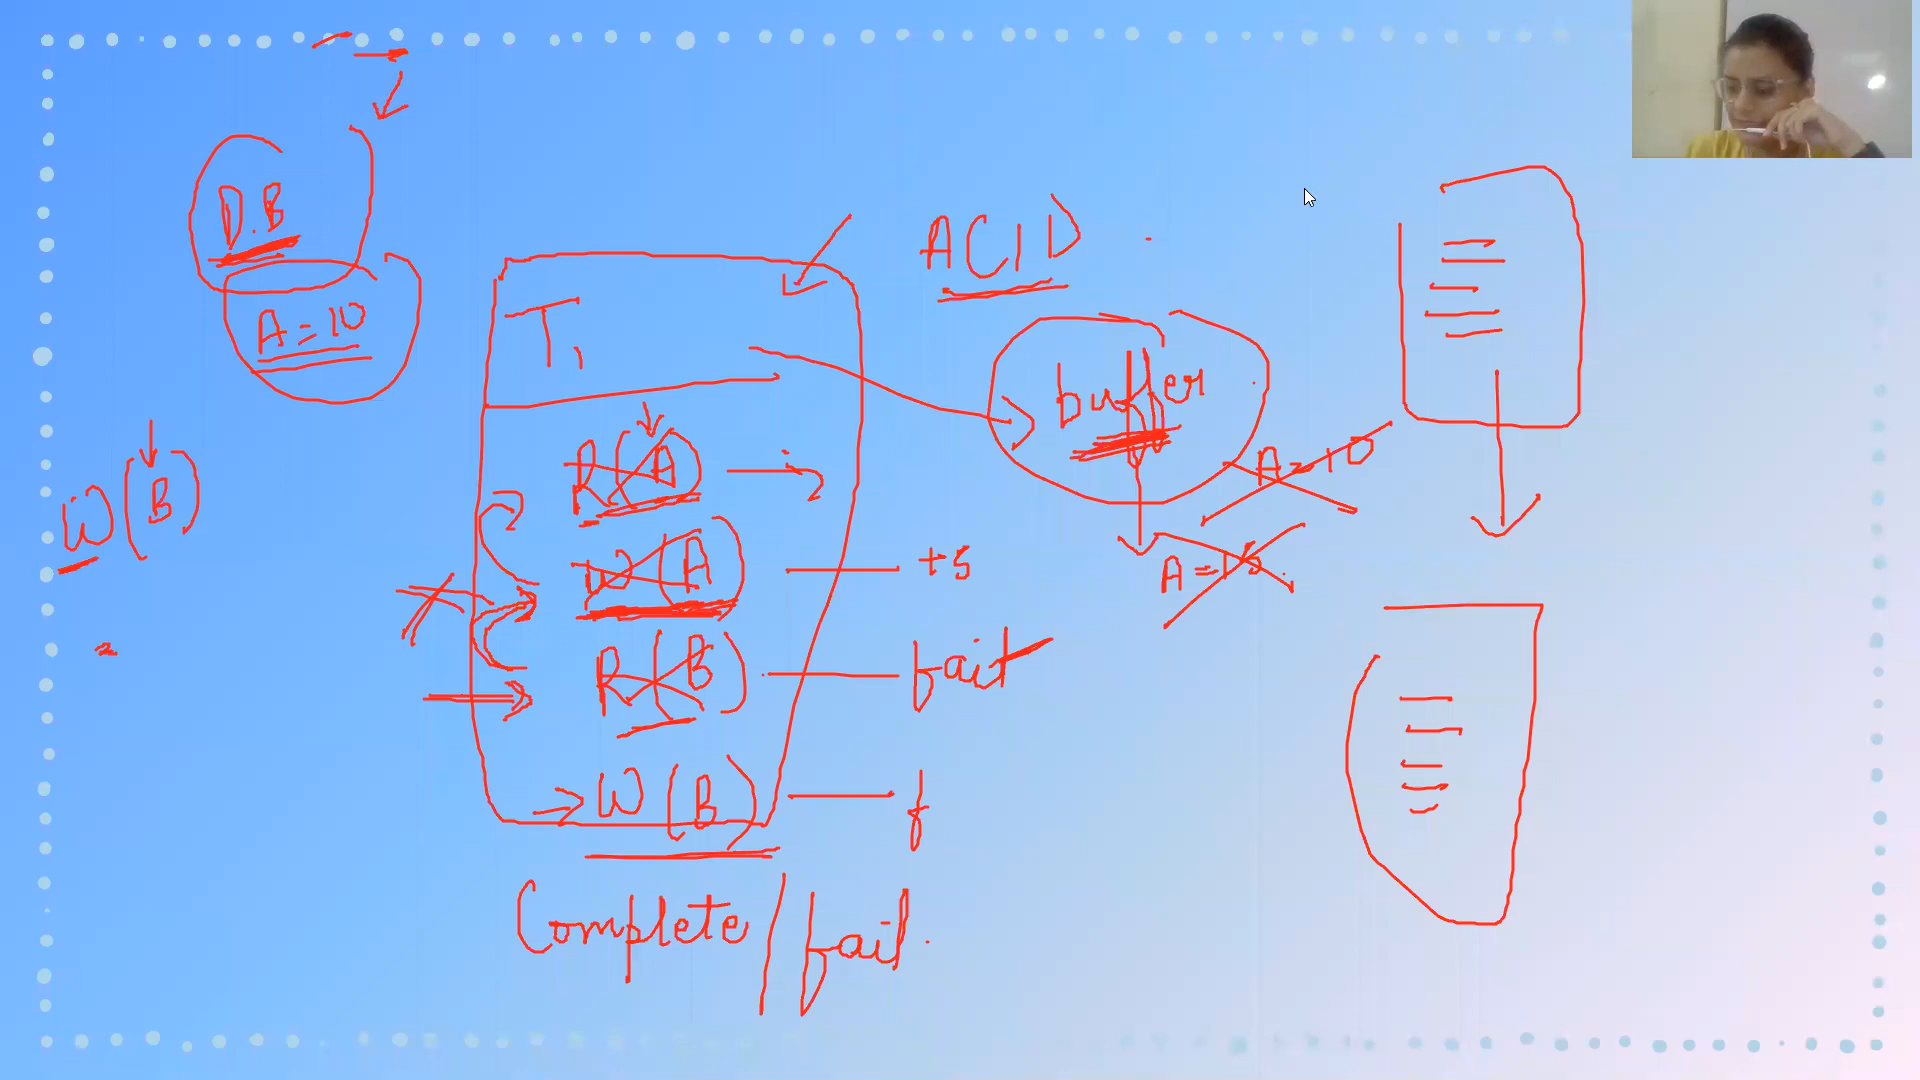 D.B
A=10
W(B)
T1
R(A)
W(A) +5
R(B) fail
W(B) f
Complete/fail.
ACID
buffer
A=10
A=15